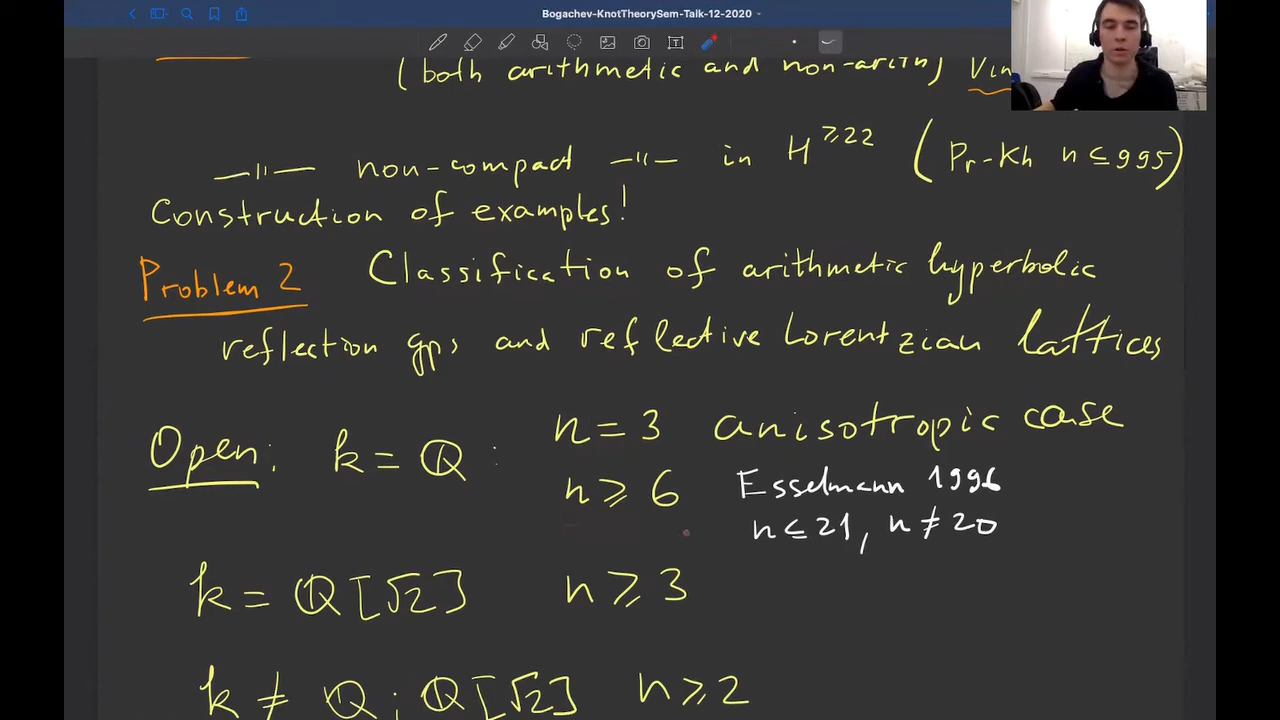 Bogachev-KnotTheorySem-Talk-12-2020
(both arithmetic and non-arith) Vin
—"— non-compact —"— in H^≥22 (Pr-Kh n ≤ 995)
Construction of examples!
Problem 2 Classification of arithmetic hyperbolic
reflection gps and reflective Lorentzian lattices
Open: k = ℚ: n = 3 anisotropic case
n ⩾ 6 Esselmann 1996
n ≤ 21, n ≠ 20
k = ℚ[√2] n ⩾ 3
k ≠ ℚ; ℚ[√2] n ⩾ 2